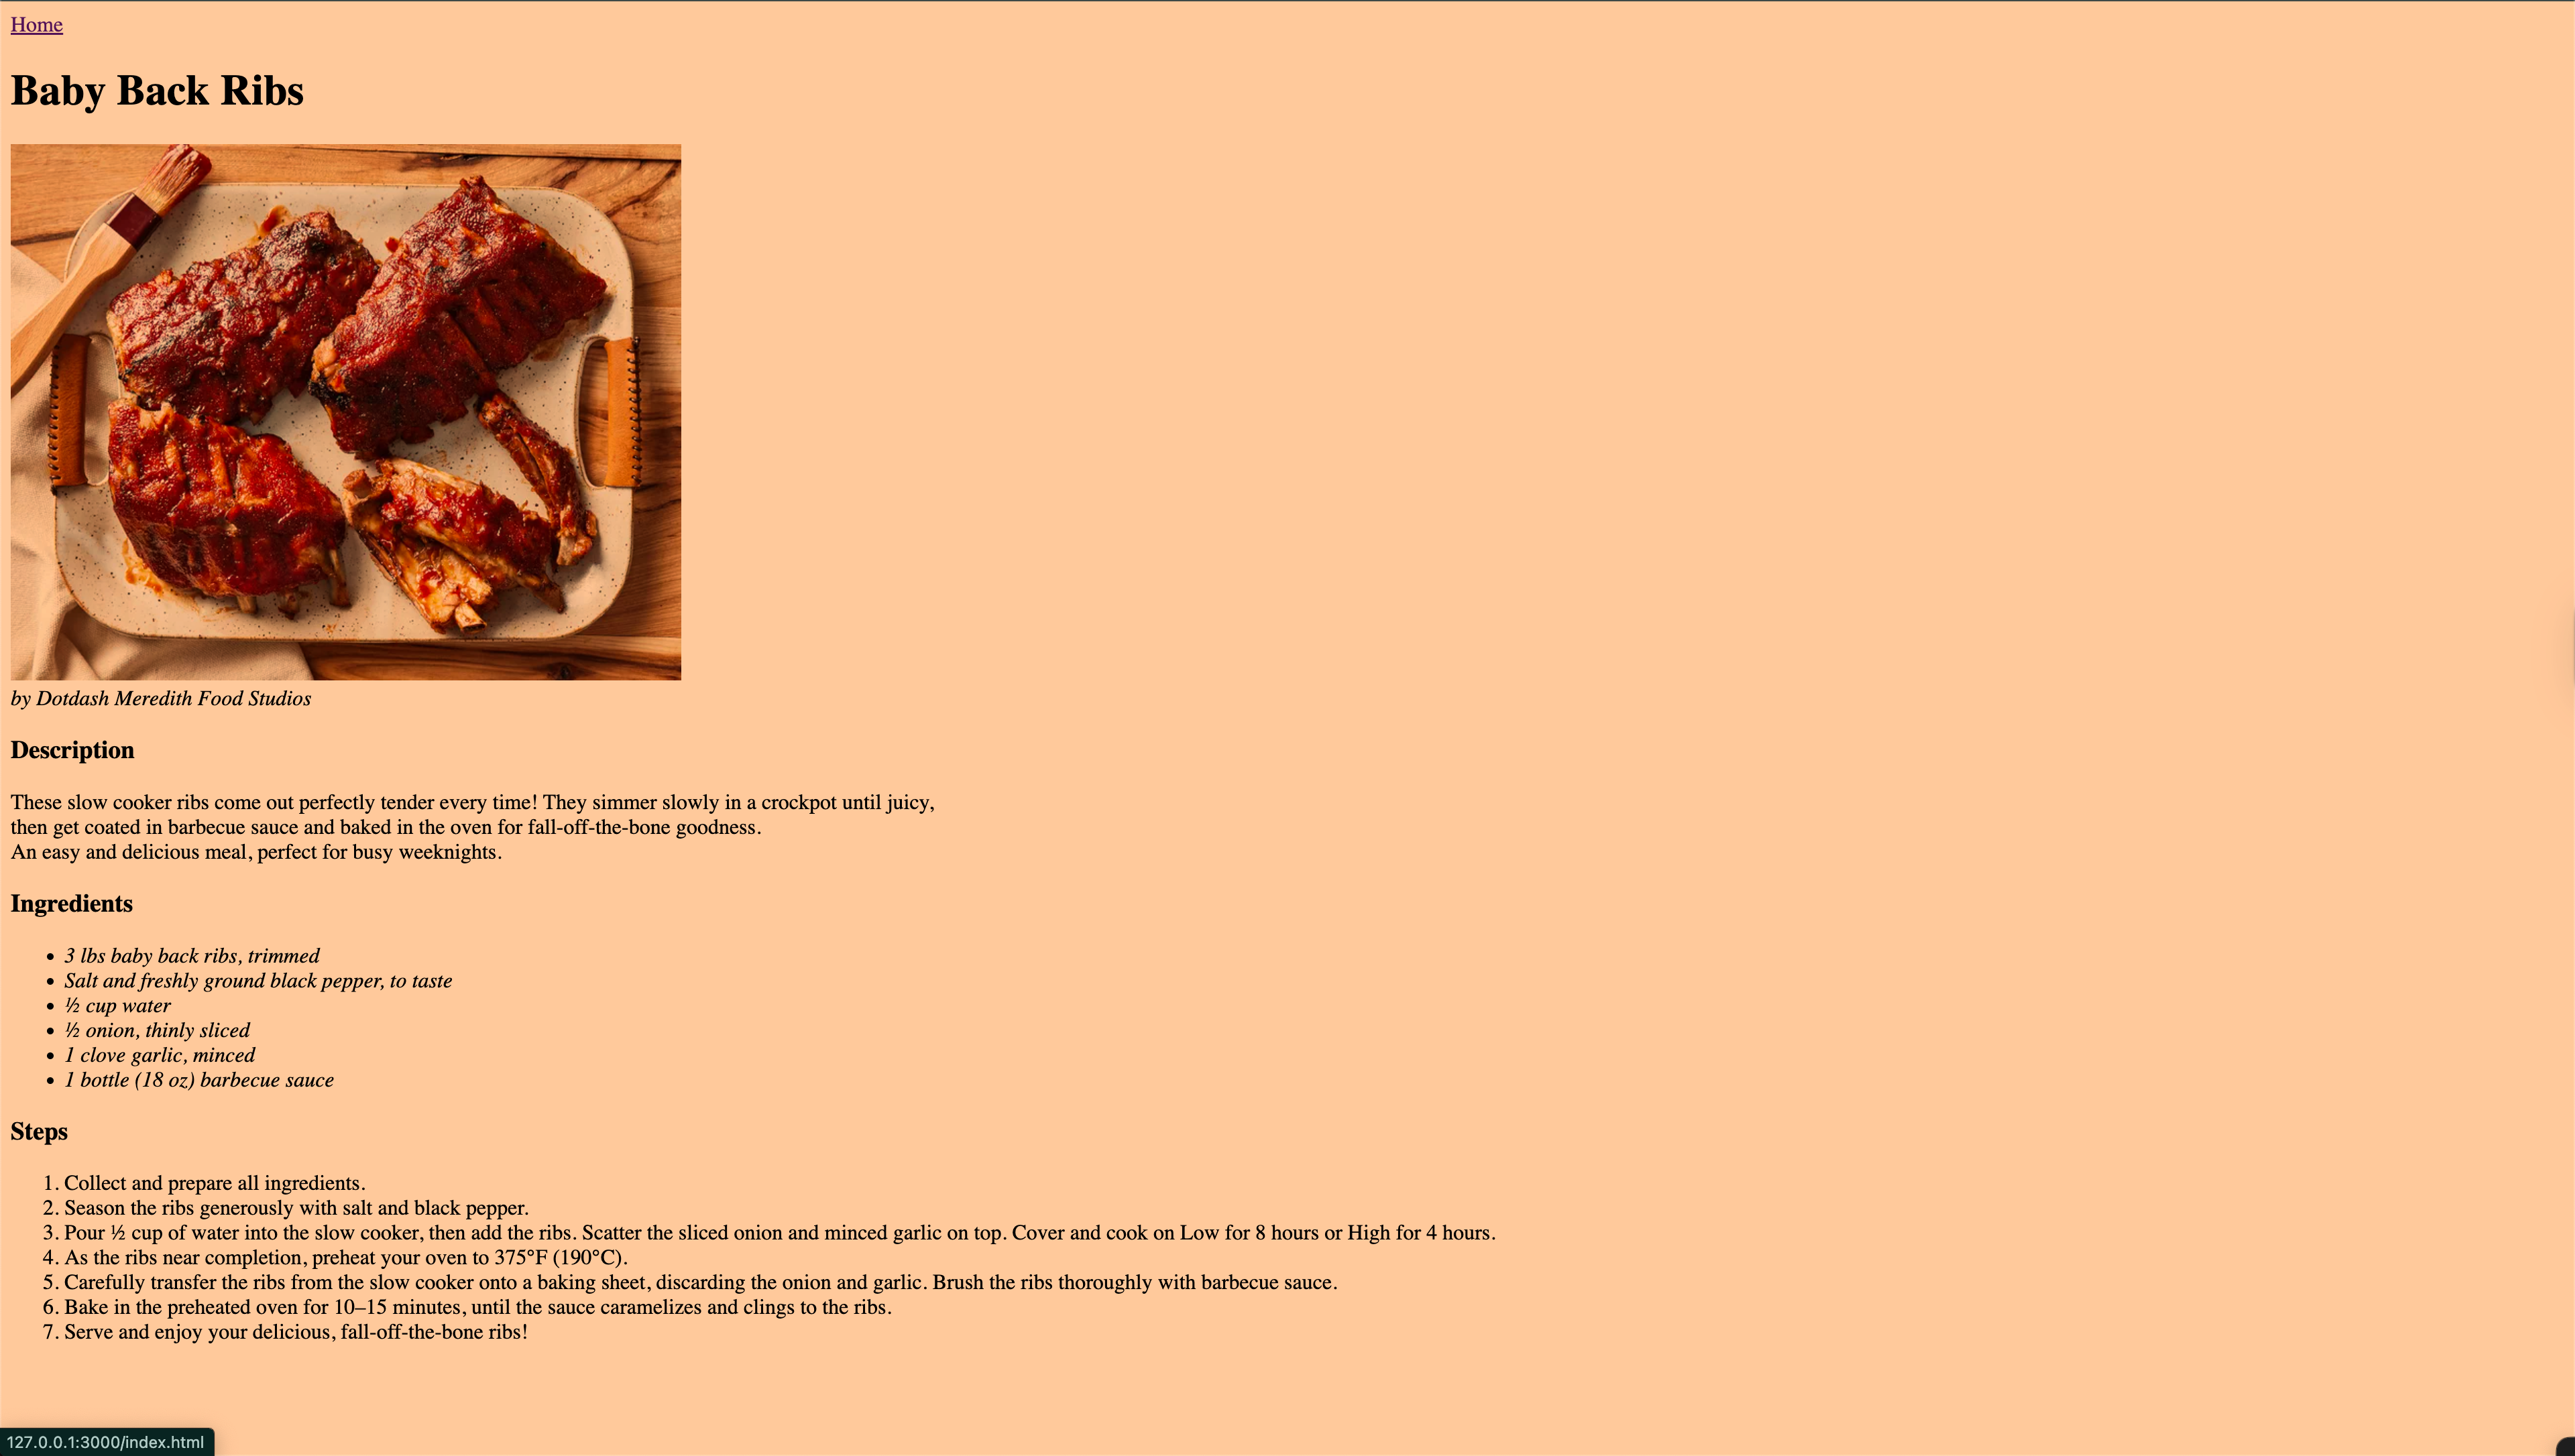 Home
Baby Back Ribs
by Dotdash Meredith Food Studios
Description
These slow cooker ribs come out perfectly tender every time! They simmer slowly in a crockpot until juicy,
then get coated in barbecue sauce and baked in the oven for fall-off-the-bone goodness.
An easy and delicious meal, perfect for busy weeknights.
Ingredients
• 3 lbs baby back ribs, trimmed
• Salt and freshly ground black pepper, to taste
• ½ cup water
• ½ onion, thinly sliced
• 1 clove garlic, minced
• 1 bottle (18 oz) barbecue sauce
Steps
1. Collect and prepare all ingredients.
2. Season the ribs generously with salt and black pepper.
3. Pour ½ cup of water into the slow cooker, then add the ribs. Scatter the sliced onion and minced garlic on top. Cover and cook on Low for 8 hours or High for 4 hours.
4. As the ribs near completion, preheat your oven to 375°F (190°C).
5. Carefully transfer the ribs from the slow cooker onto a baking sheet, discarding the onion and garlic. Brush the ribs thoroughly with barbecue sauce.
6. Bake in the preheated oven for 10–15 minutes, until the sauce caramelizes and clings to the ribs.
7. Serve and enjoy your delicious, fall-off-the-bone ribs!
127.0.0.1:3000/index.html